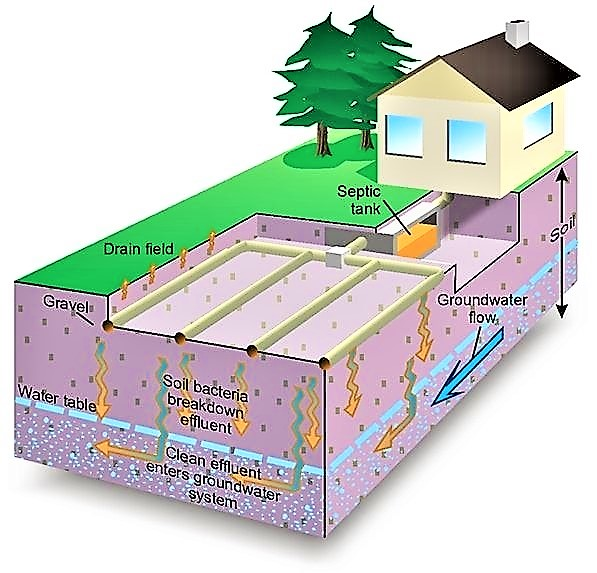 Septic
tank
Soil
Drain field
Gravel
Groundwater
flow
Soil bacteria
breakdown
effluent
Water table
Clean effluent
enters groundwater
system